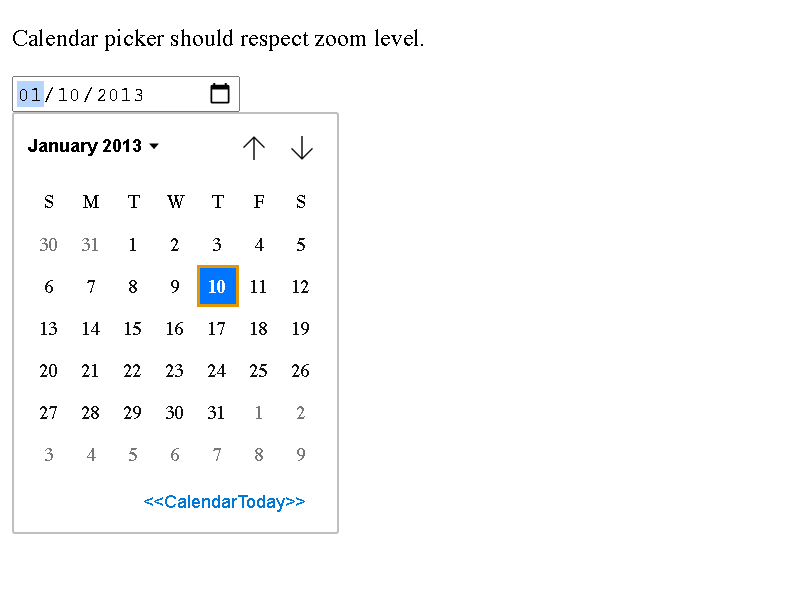 Calendar picker should respect zoom level.
01/10/2013
January 2013
S M T W T F S
30 31 1 2 3 4 5
6 7 8 9 10 11 12
13 14 15 16 17 18 19
20 21 22 23 24 25 26
27 28 29 30 31 1 2
3 4 5 6 7 8 9
<<CalendarToday>>